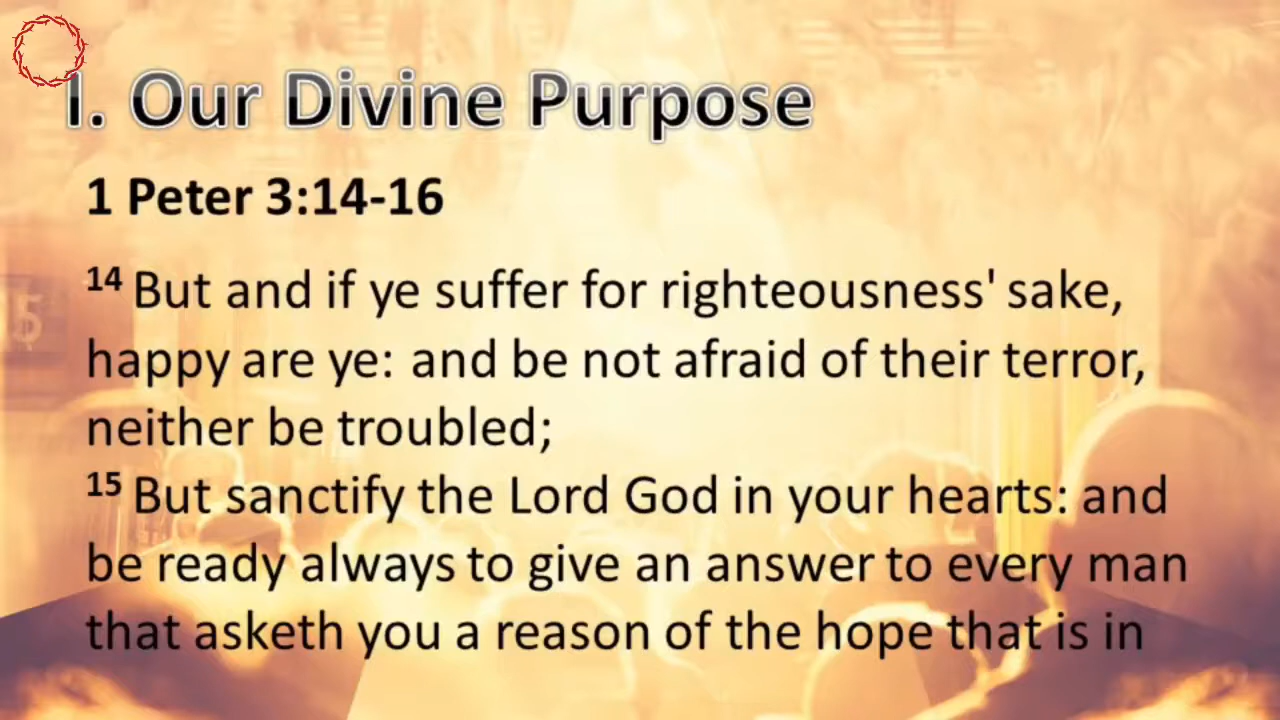 I. Our Divine Purpose
1 Peter 3:14-16
14 But and if ye suffer for righteousness' sake,
happy are ye: and be not afraid of their terror,
neither be troubled;
15 But sanctify the Lord God in your hearts: and
be ready always to give an answer to every man
that asketh you a reason of the hope that is in